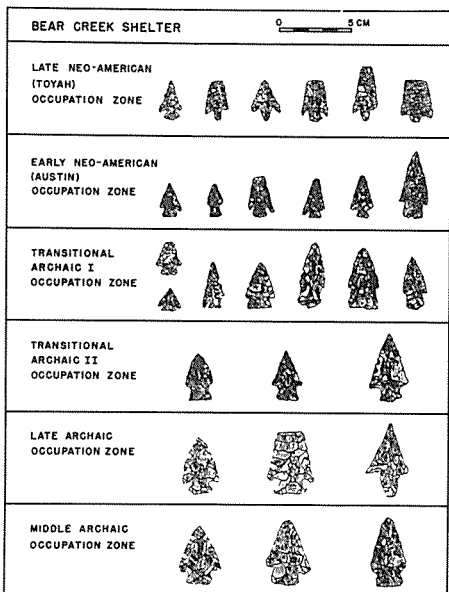 BEAR CREEK SHELTER
0 5 CM
LATE NEO-AMERICAN
(TOYAH)
OCCUPATION ZONE
EARLY NEO-AMERICAN
(AUSTIN)
OCCUPATION ZONE
TRANSITIONAL
ARCHAIC I
OCCUPATION ZONE
TRANSITIONAL
ARCHAIC II
OCCUPATION ZONE
LATE ARCHAIC
OCCUPATION ZONE
MIDDLE ARCHAIC
OCCUPATION ZONE